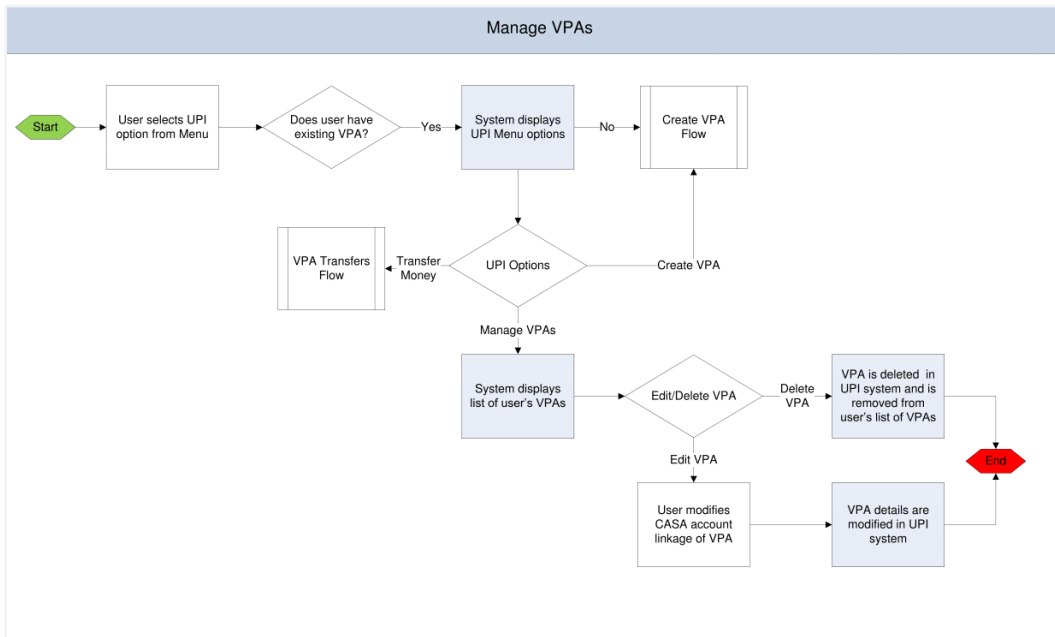 Manage VPAs
Start
User selects UPI
option from Menu
Does user have
existing VPA?
Yes
System displays
UPI Menu options
No
Create VPA
Flow
VPA Transfers
Flow
Transfer
Money
UPI Options
Create VPA
Manage VPAs
System displays
list of user's VPAs
Edit/Delete VPA
Delete
VPA
VPA is deleted in
UPI system and is
removed from
user's list of VPAs
End
Edit VPA
User modifies
CASA account
linkage of VPA
VPA details are
modified in UPI
system